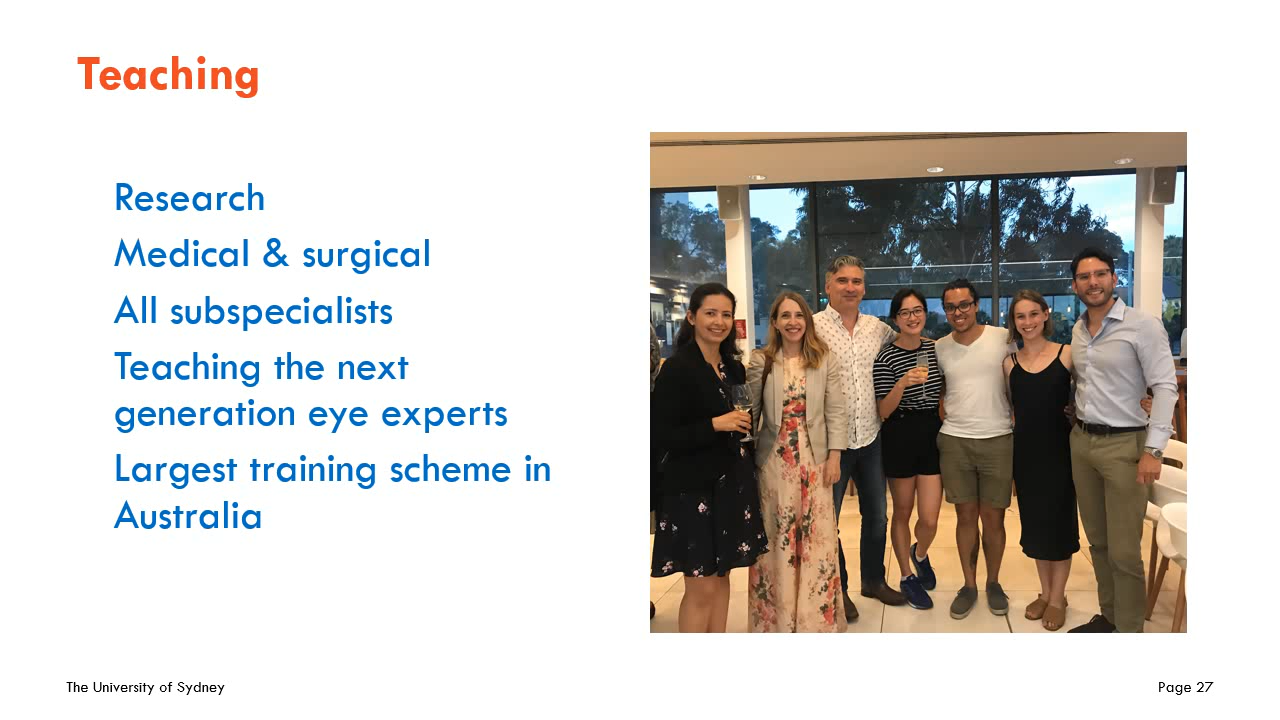 Teaching
Research
Medical & surgical
All subspecialists
Teaching the next
generation eye experts
Largest training scheme in
Australia
The University of Sydney
Page 27